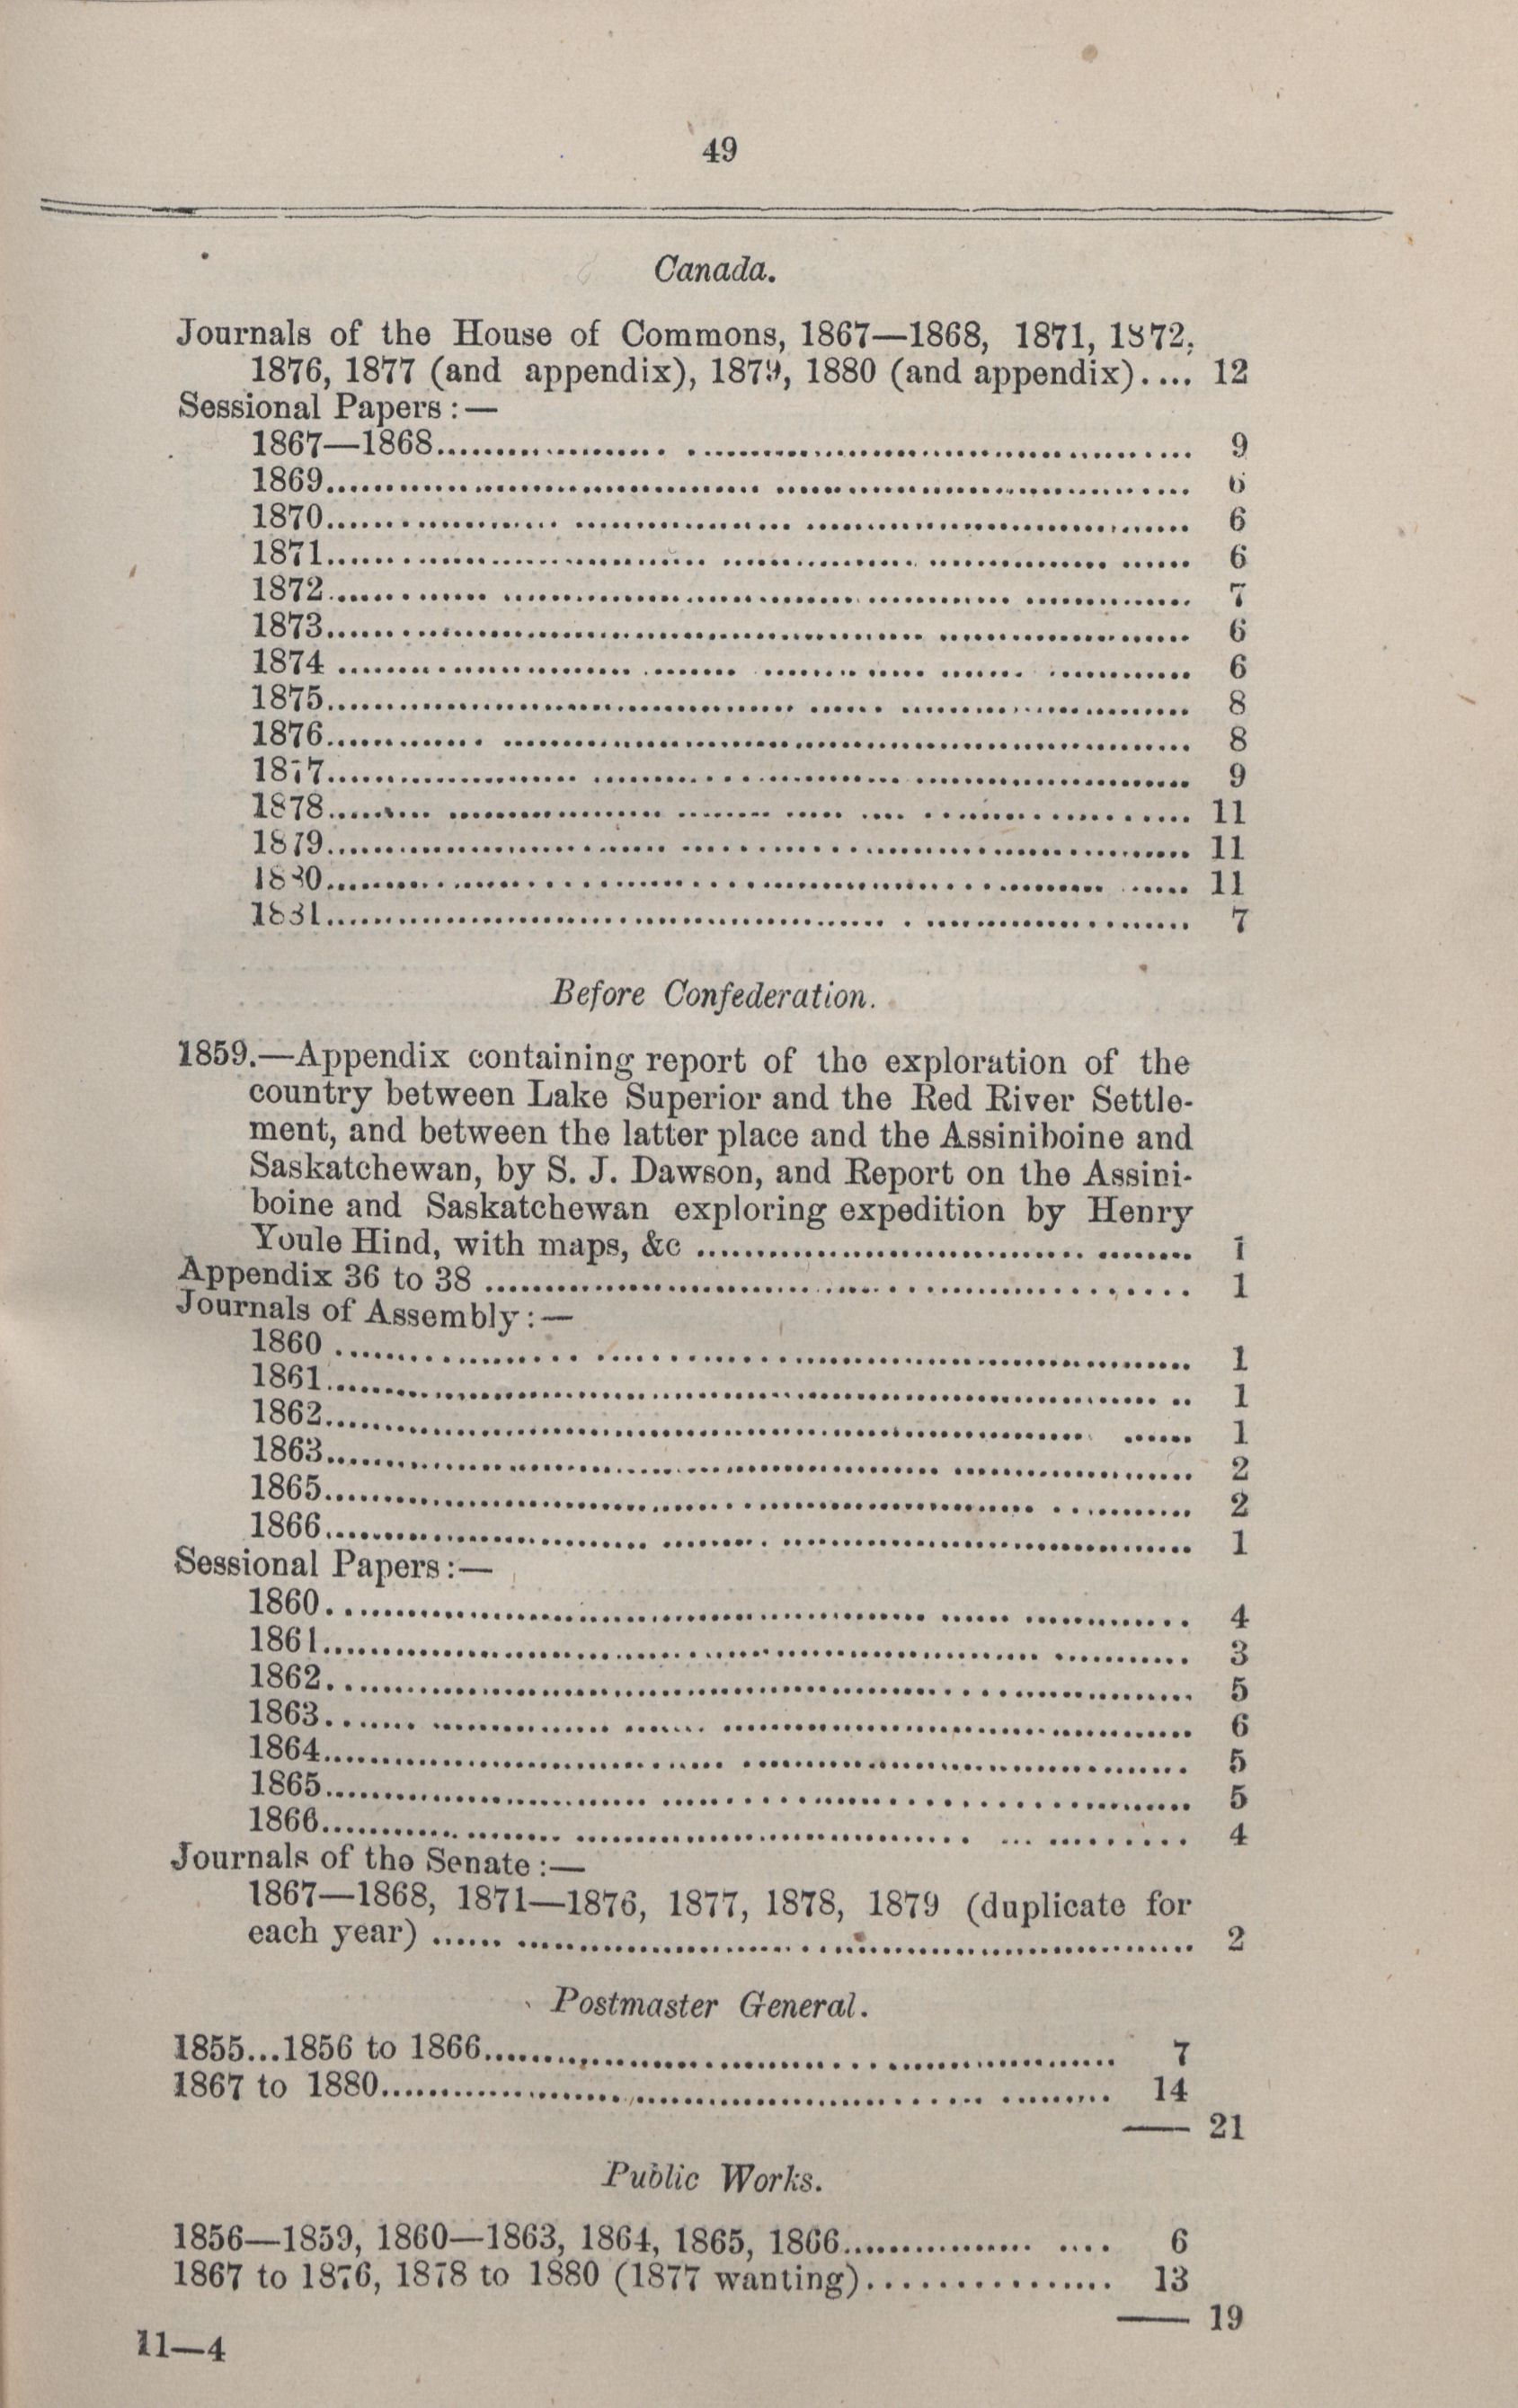 49
Canada.
Journals of the House of Commons, 1867—1868, 1871, 1872,
1876, 1877 (and appendix), 1879, 1880 (and appendix).... 12
Sessional Papers:—
1867—1868........ 9
1869........ 6
1870........ 6
1871........ 6
1872........ 7
1873........ 6
1874........ 6
1875........ 8
1876........ 8
1877........ 9
1878........ 11
1879........ 11
1880........ 11
1881........ 7
Before Confederation.
1859.—Appendix containing report of the exploration of the
country between Lake Superior and the Red River Settle-
ment, and between the latter place and the Assiniboine and
Saskatchewan, by S. J. Dawson, and Report on the Assini-
boine and Saskatchewan exploring expedition by Henry
Youle Hind, with maps, &c ........ 1
Appendix 36 to 38 ........ 1
Journals of Assembly:—
1860 ........ 1
1861........ 1
1862........ 1
1863........ 2
1865........ 2
1866........ 1
Sessional Papers:—
1860........ 4
1861........ 3
1862........ 5
1863........ 6
1864........ 5
1865........ 5
1866........ 4
Journals of the Senate:—
1867—1868, 1871—1876, 1877, 1878, 1879 (duplicate for
each year) ........ 2
Postmaster General.
1855...1856 to 1866........ 7
1867 to 1880........ 14
— 21
Public Works.
1856—1859, 1860—1863, 1864, 1865, 1866........ 6
1867 to 1876, 1878 to 1880 (1877 wanting)........ 13
— 19
11—4